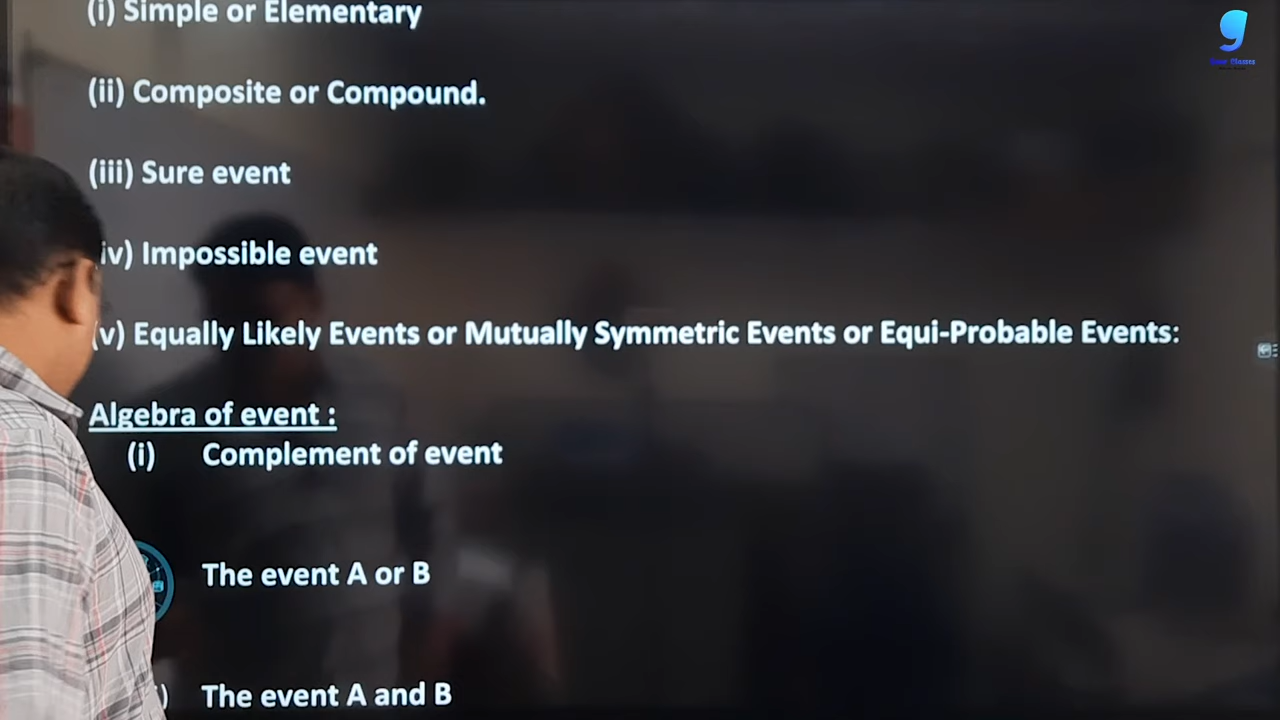 (i) Simple or Elementary
(ii) Composite or Compound.
(iii) Sure event
iv) Impossible event
(v) Equally Likely Events or Mutually Symmetric Events or Equi-Probable Events:
Algebra of event :
(i) Complement of event
The event A or B
) The event A and B